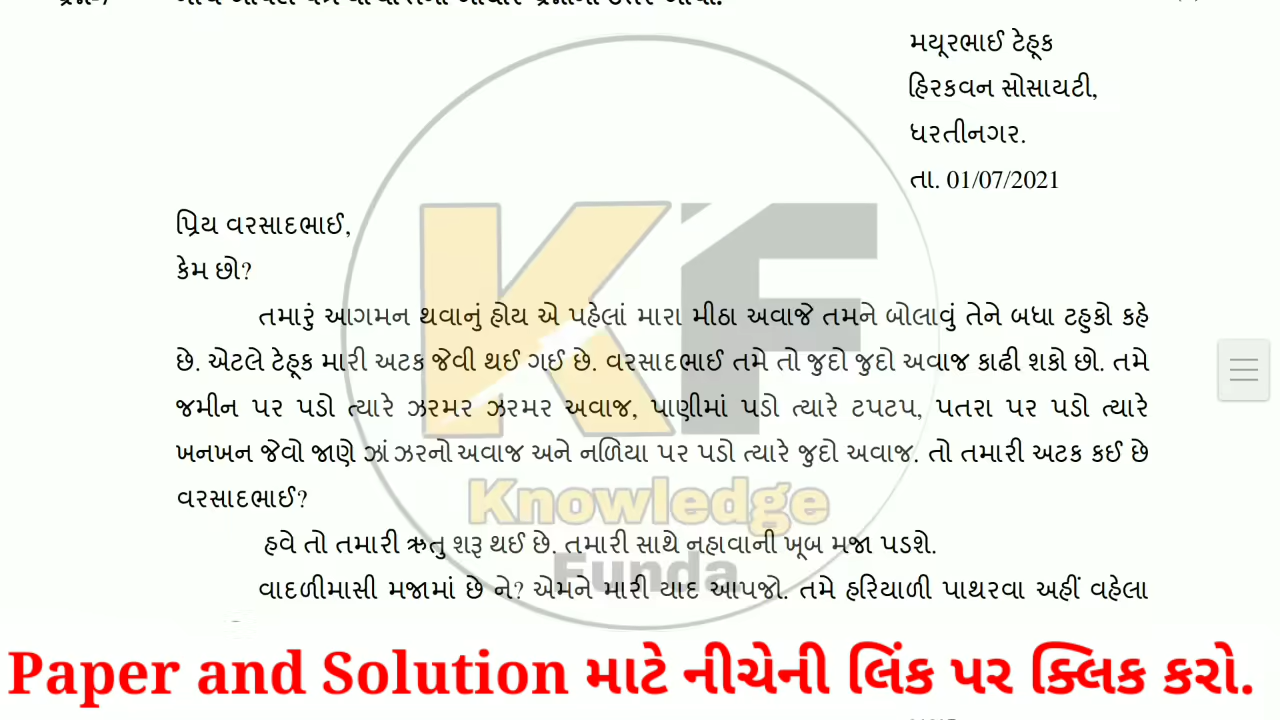 મયૂરભાઈ ટેહૂક
હિરકવન સોસાયટી,
ધરતીનગર.
તા. 01/07/2021
પ્રિય વરસાદભાઈ,
કેમ છો?
તમારું આગમન થવાનું હોય એ પહેલાં મારા મીઠા અવાજે તમને બોલાવું તેને બધા ટહુકો કહે
છે. એટલે ટેહૂક મારી અટક જેવી થઈ ગઈ છે. વરસાદભાઈ તમે તો જુદો જુદો અવાજ કાઢી શકો છો. તમે
જમીન પર પડો ત્યારે ઝરમર ઝરમર અવાજ, પાણીમાં પડો ત્યારે ટપટપ, પતરા પર પડો ત્યારે
ખનખન જેવો જાણે ઝાંઝરનો અવાજ અને નળિયા પર પડો ત્યારે જુદો અવાજ. તો તમારી અટક કઈ છે
વરસાદભાઈ?
હવે તો તમારી ઋતુ શરૂ થઈ છે. તમારી સાથે નહાવાની ખૂબ મજા પડશે.
વાદળીમાસી મજામાં છે ને? એમને મારી યાદ આપજો. તમે હરિયાળી પાથરવા અહીં વહેલા
KF
Knowledge
Funda
Paper and Solution માટે નીચેની લિંક પર ક્લિક કરો.